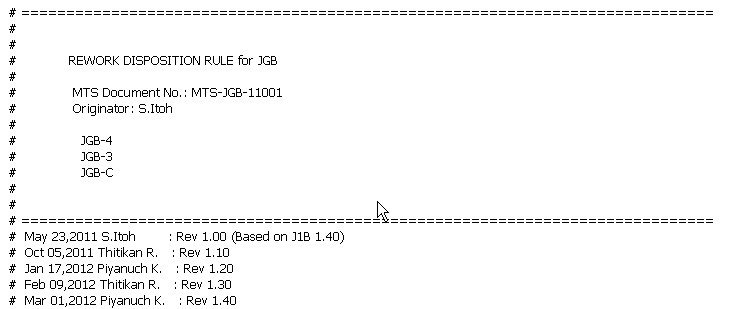 # ==============================================================================
#
#
# REWORK DISPOSITION RULE for JGB
#
# MTS Document No.: MTS-JGB-11001
# Originator: S.Itoh
#
# JGB-4
# JGB-3
# JGB-C
#
#
# ==============================================================================
# May 23,2011 S.Itoh : Rev 1.00 (Based on J1B 1.40)
# Oct 05,2011 Thitikan R. : Rev 1.10
# Jan 17,2012 Piyanuch K. : Rev 1.20
# Feb 09,2012 Thitikan R. : Rev 1.30
# Mar 01,2012 Piyanuch K. : Rev 1.40